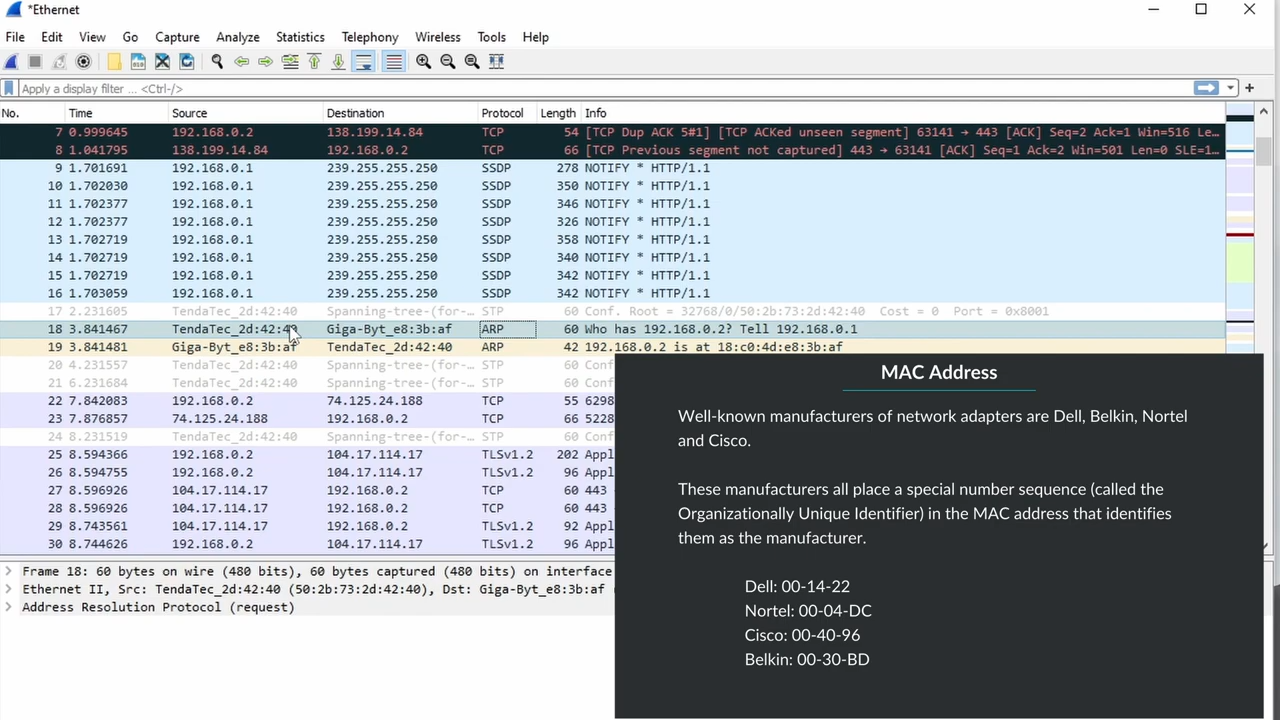 *Ethernet
File Edit View Go Capture Analyze Statistics Telephony Wireless Tools Help
Apply a display filter ... <Ctrl-/>
No. Time Source Destination Protocol Length Info
7 0.999645 192.168.0.2 138.199.14.84 TCP 54 [TCP Dup ACK 5#1] [TCP ACKed unseen segment] 63141 → 443 [ACK] Seq=2 Ack=1 Win=516 Le…
8 1.041795 138.199.14.84 192.168.0.2 TCP 66 [TCP Previous segment not captured] 443 → 63141 [ACK] Seq=1 Ack=2 Win=501 Len=0 SLE=1…
9 1.701691 192.168.0.1 239.255.255.250 SSDP 278 NOTIFY * HTTP/1.1
10 1.702030 192.168.0.1 239.255.255.250 SSDP 350 NOTIFY * HTTP/1.1
11 1.702377 192.168.0.1 239.255.255.250 SSDP 346 NOTIFY * HTTP/1.1
12 1.702377 192.168.0.1 239.255.255.250 SSDP 326 NOTIFY * HTTP/1.1
13 1.702719 192.168.0.1 239.255.255.250 SSDP 358 NOTIFY * HTTP/1.1
14 1.702719 192.168.0.1 239.255.255.250 SSDP 340 NOTIFY * HTTP/1.1
15 1.702719 192.168.0.1 239.255.255.250 SSDP 342 NOTIFY * HTTP/1.1
16 1.703053 192.168.0.1 239.255.255.250 SSDP 342 NOTIFY * HTTP/1.1
17 2.231605 TendaTec_2d:42:40 Spanning-tree-(for-… STP 60 Conf. Root = 32768/0/50:2b:73:2d:42:40 Cost = 0 Port = 0x8001
18 3.841467 TendaTec_2d:42:40 Giga-Byt_e8:3b:af ARP 60 Who has 192.168.0.2? Tell 192.168.0.1
19 3.841481 Giga-Byt_e8:3b:af TendaTec_2d:42:40 ARP 42 192.168.0.2 is at 18:c0:4d:e8:3b:af
20 4.231557 TendaTec_2d:42:40 Spanning-tree-(for-… STP 60 Conf
21 6.231684 TendaTec_2d:42:40 Spanning-tree-(for-… STP 60 Conf
22 7.842083 192.168.0.2 74.125.24.188 TCP 55 6298
23 7.876857 74.125.24.188 192.168.0.2 TCP 66 5228
24 8.231519 TendaTec_2d:42:40 Spanning-tree-(for-… STP 60 Conf
25 8.594366 192.168.0.2 104.17.114.17 TLSv1.2 202 Appl
26 8.594755 192.168.0.2 104.17.114.17 TLSv1.2 96 Appl
27 8.596926 104.17.114.17 192.168.0.2 TCP 60 443
28 8.596926 104.17.114.17 192.168.0.2 TCP 60 443
29 8.743561 104.17.114.17 192.168.0.2 TLSv1.2 92 Appl
30 8.744626 192.168.0.2 104.17.114.17 TLSv1.2 96 Appl
Frame 18: 60 bytes on wire (480 bits), 60 bytes captured (480 bits) on interface
Ethernet II, Src: TendaTec_2d:42:40 (50:2b:73:2d:42:40), Dst: Giga-Byt_e8:3b:af
Address Resolution Protocol (request)
MAC Address
Well-known manufacturers of network adapters are Dell, Belkin, Nortel
and Cisco.
These manufacturers all place a special number sequence (called the
Organizationally Unique Identifier) in the MAC address that identifies
them as the manufacturer.
Dell: 00-14-22
Nortel: 00-04-DC
Cisco: 00-40-96
Belkin: 00-30-BD